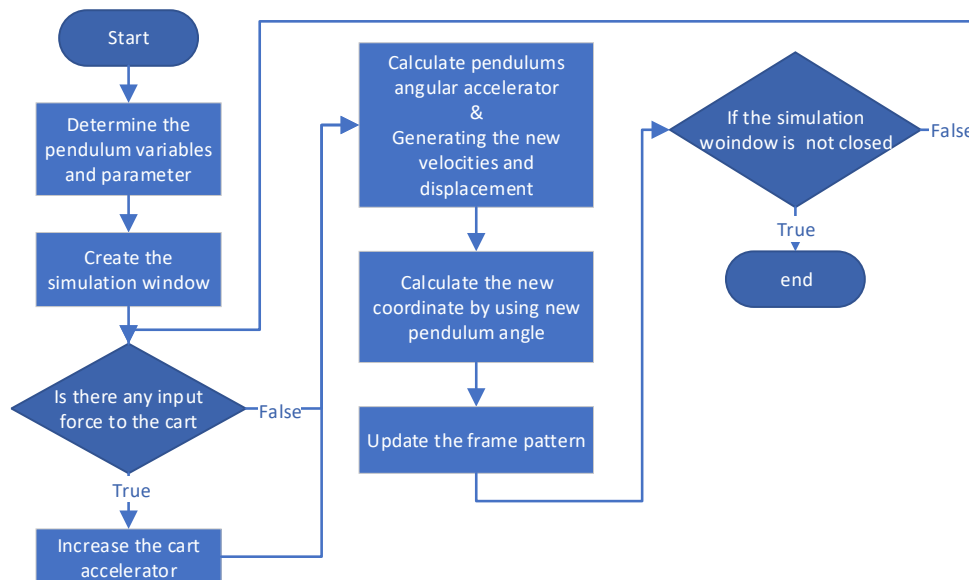 Start
Determine the
pendulum variables
and parameter
Create the
simulation window
Is there any input
force to the cart
False
True
Increase the cart
accelerator
Calculate pendulums
angular accelerator
&
Generating the new
velocities and
displacement
Calculate the new
coordinate by using new
pendulum angle
Update the frame pattern
If the simulation
woindow is not closed
False
True
end